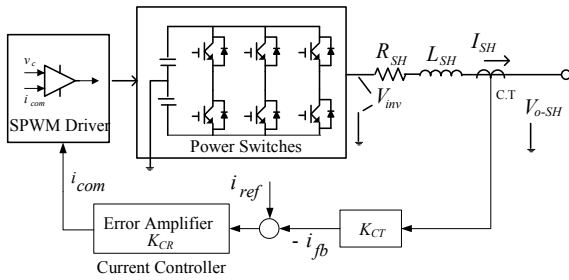 v_c
i_com
SPWM Driver
Power Switches
R_SH
L_SH
I_SH
C.T
V_inv
V_o-SH
i_com
i_ref
Error Amplifier
K_CR
- i_fb
K_CT
Current Controller